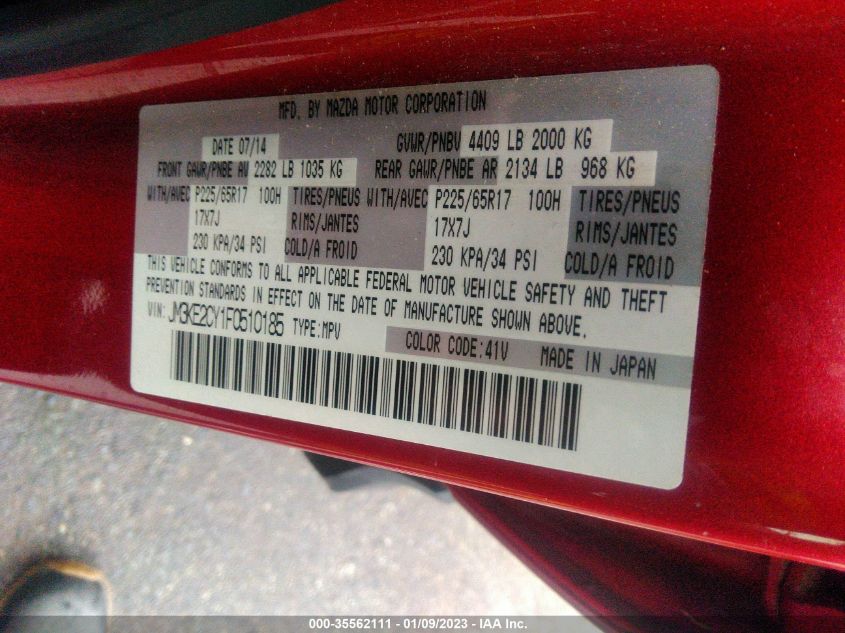 MFD. BY MAZDA MOTOR CORPORATION
DATE 07/14 GVWR/PNBV 4409 LB 2000 KG
FRONT GAWR/PNBE AV 2282 LB 1035 KG REAR GAWR/PNBE AR 2134 LB 968 KG
WITH/AVEC P225/65R17 100H TIRES/PNEUS WITH/AVEC P225/65R17 100H TIRES/PNEUS
17X7J RIMS/JANTES 17X7J RIMS/JANTES
230 KPA/34 PSI COLD/A FROID 230 KPA/34 PSI COLD/A FROID
THIS VEHICLE CONFORMS TO ALL APPLICABLE FEDERAL MOTOR VEHICLE SAFETY AND THEFT
PREVENTION STANDARDS IN EFFECT ON THE DATE OF MANUFACTURE SHOWN ABOVE.
VIN: JM3KE2CY1F0510185 TYPE:MPV
COLOR CODE:41V MADE IN JAPAN
000-35562111 - 01/09/2023 - IAA Inc.